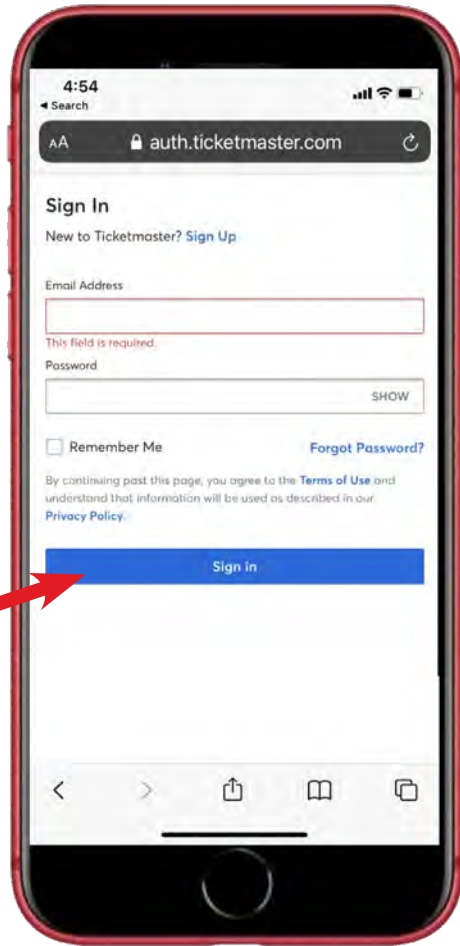 4:54
◀ Search
AA auth.ticketmaster.com
Sign In
New to Ticketmaster? Sign Up
Email Address
This field is required.
Password
SHOW
Remember Me Forgot Password?
By continuing past this page, you agree to the Terms of Use and
understand that information will be used as described in our
Privacy Policy.
Sign in